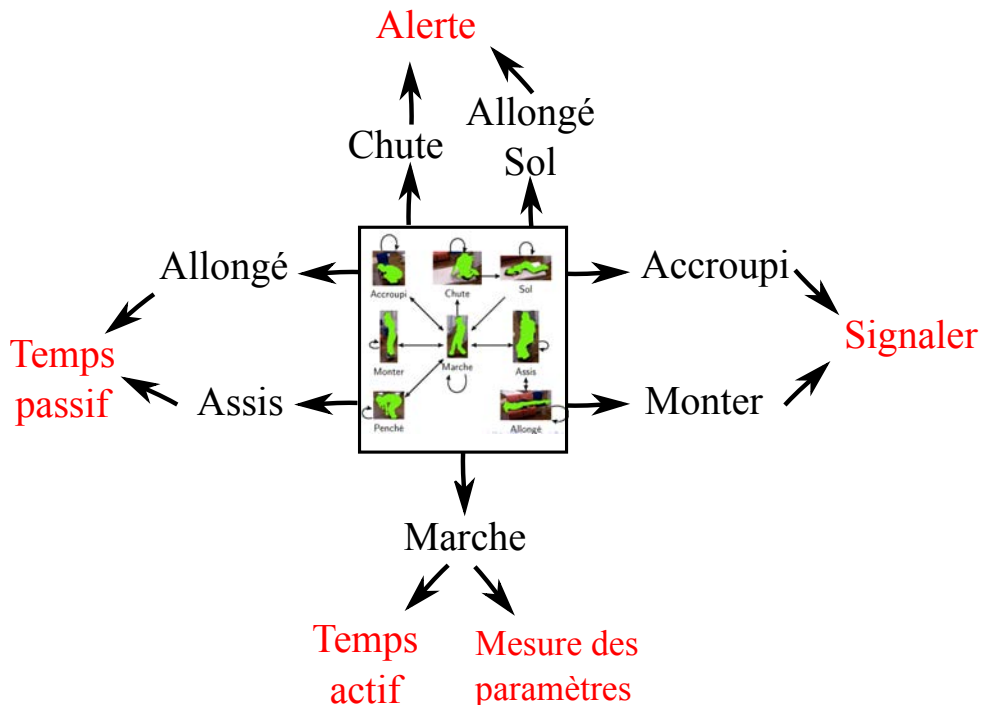 Alerte
Allongé
Sol
Chute
Allongé
Accroupi
Temps
passif
Signaler
Assis
Monter
Accroupi
Chute
Sol
Monter
Marche
Assis
Penché
Allongé
Marche
Temps
actif
Mesure des
paramètres